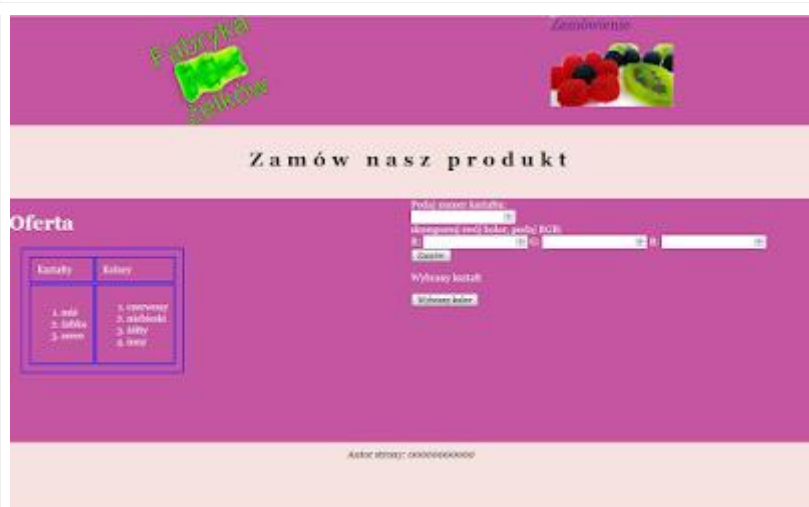 Fabryka
żelków
Zamówienie
Zamów nasz produkt
Oferta
Kształty Kolory
1. miś
2. żabka
3. serce
1. czerwony
2. niebieski
3. żółty
4. inny
Podaj numer kształtu:
skomponuj swój kolor, podaj RGB:
R: G: B:
Zamów
Wybrany kształt
Wybrany kolor
Autor strony: 00000000000